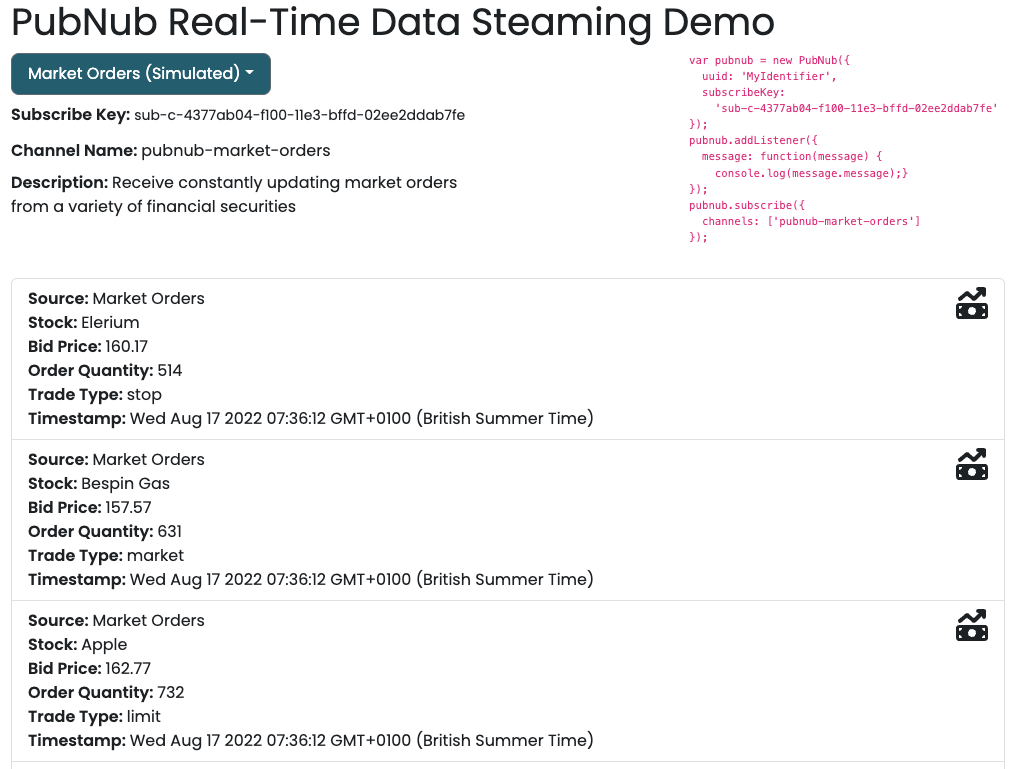 PubNub Real-Time Data Steaming Demo
Market Orders (Simulated)
Subscribe Key: sub-c-4377ab04-f100-11e3-bffd-02ee2ddab7fe
Channel Name: pubnub-market-orders
Description: Receive constantly updating market orders
from a variety of financial securities
var pubnub = new PubNub({
  uuid: 'MyIdentifier',
  subscribeKey:
    'sub-c-4377ab04-f100-11e3-bffd-02ee2ddab7fe'
});
pubnub.addListener({
  message: function(message) {
    console.log(message.message);}
});
pubnub.subscribe({
  channels: ['pubnub-market-orders']
});
Source: Market Orders
Stock: Elerium
Bid Price: 160.17
Order Quantity: 514
Trade Type: stop
Timestamp: Wed Aug 17 2022 07:36:12 GMT+0100 (British Summer Time)
Source: Market Orders
Stock: Bespin Gas
Bid Price: 157.57
Order Quantity: 631
Trade Type: market
Timestamp: Wed Aug 17 2022 07:36:12 GMT+0100 (British Summer Time)
Source: Market Orders
Stock: Apple
Bid Price: 162.77
Order Quantity: 732
Trade Type: limit
Timestamp: Wed Aug 17 2022 07:36:12 GMT+0100 (British Summer Time)